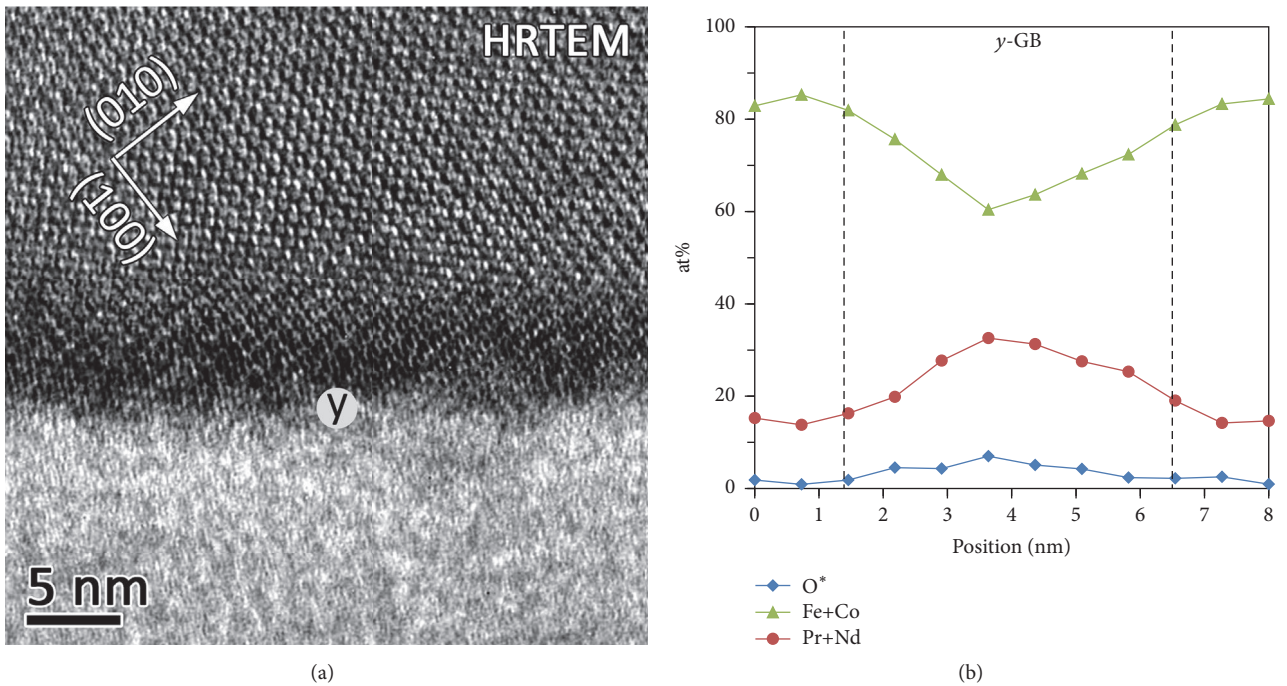 HRTEM
(010)
(100)
y
5 nm
(a)
y-GB
100
80
60
40
20
0
at%
0 1 2 3 4 5 6 7 8
Position (nm)
O*
Fe+Co
Pr+Nd
(b)